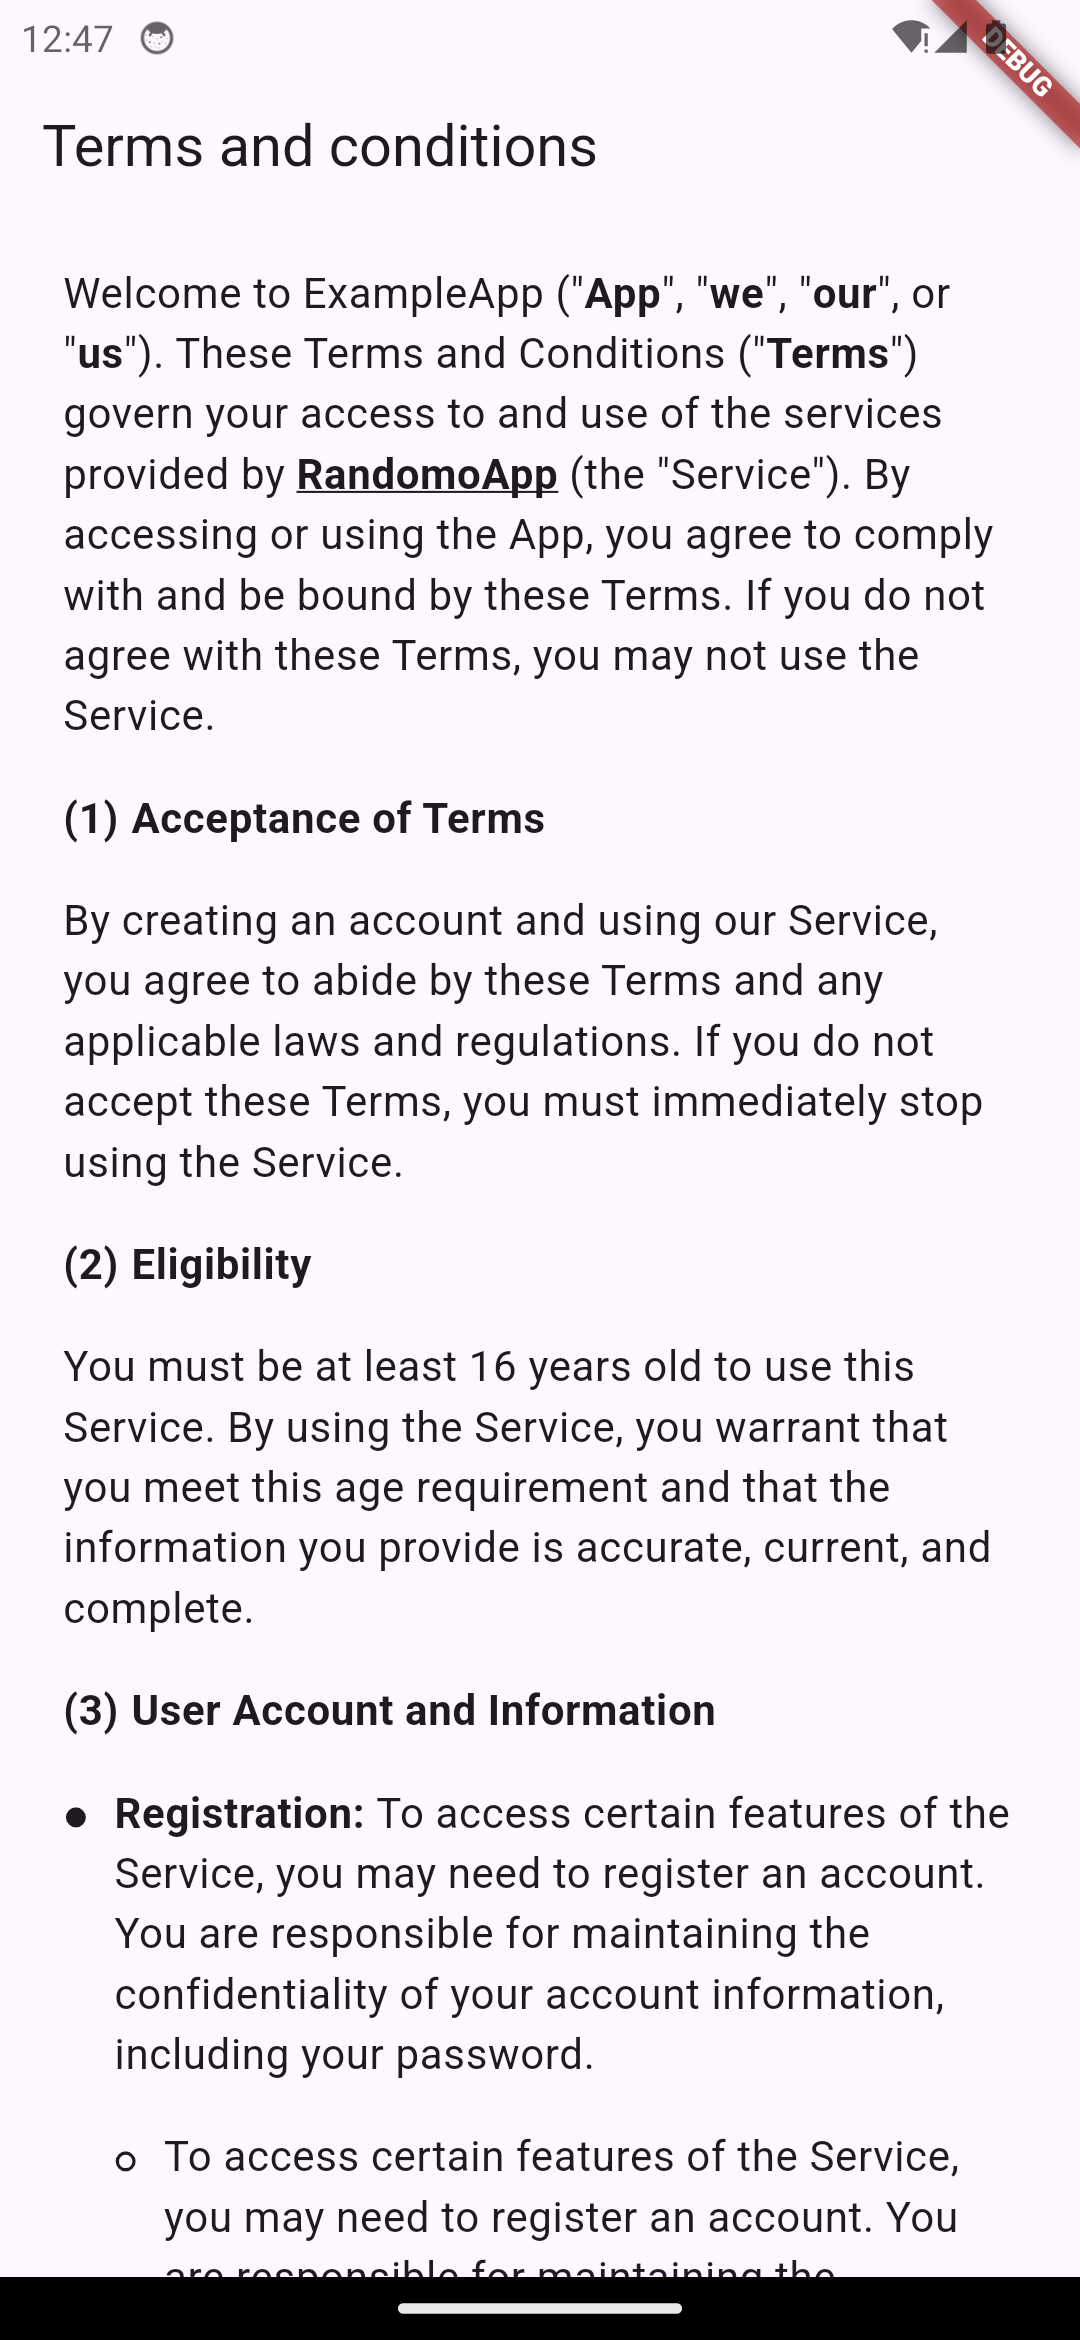 12:47
DEBUG
Terms and conditions
Welcome to ExampleApp ("App", "we", "our", or
"us"). These Terms and Conditions ("Terms")
govern your access to and use of the services
provided by RandomoApp (the "Service"). By
accessing or using the App, you agree to comply
with and be bound by these Terms. If you do not
agree with these Terms, you may not use the
Service.
(1) Acceptance of Terms
By creating an account and using our Service,
you agree to abide by these Terms and any
applicable laws and regulations. If you do not
accept these Terms, you must immediately stop
using the Service.
(2) Eligibility
You must be at least 16 years old to use this
Service. By using the Service, you warrant that
you meet this age requirement and that the
information you provide is accurate, current, and
complete.
(3) User Account and Information
● Registration: To access certain features of the
Service, you may need to register an account.
You are responsible for maintaining the
confidentiality of your account information,
including your password.
○ To access certain features of the Service,
you may need to register an account. You
are responsible for maintaining the